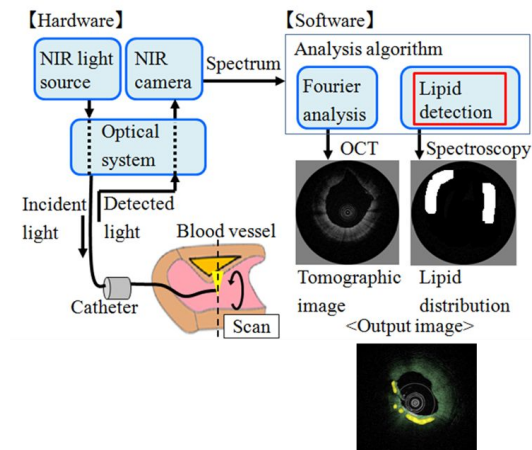 【Hardware】
NIR light
source
NIR
camera
Spectrum
Optical
system
Incident
light
Detected
light
Blood vessel
Catheter
Scan
【Software】
Analysis algorithm
Fourier
analysis
Lipid
detection
OCT
Spectroscopy
Tomographic
image
Lipid
distribution
<Output image>